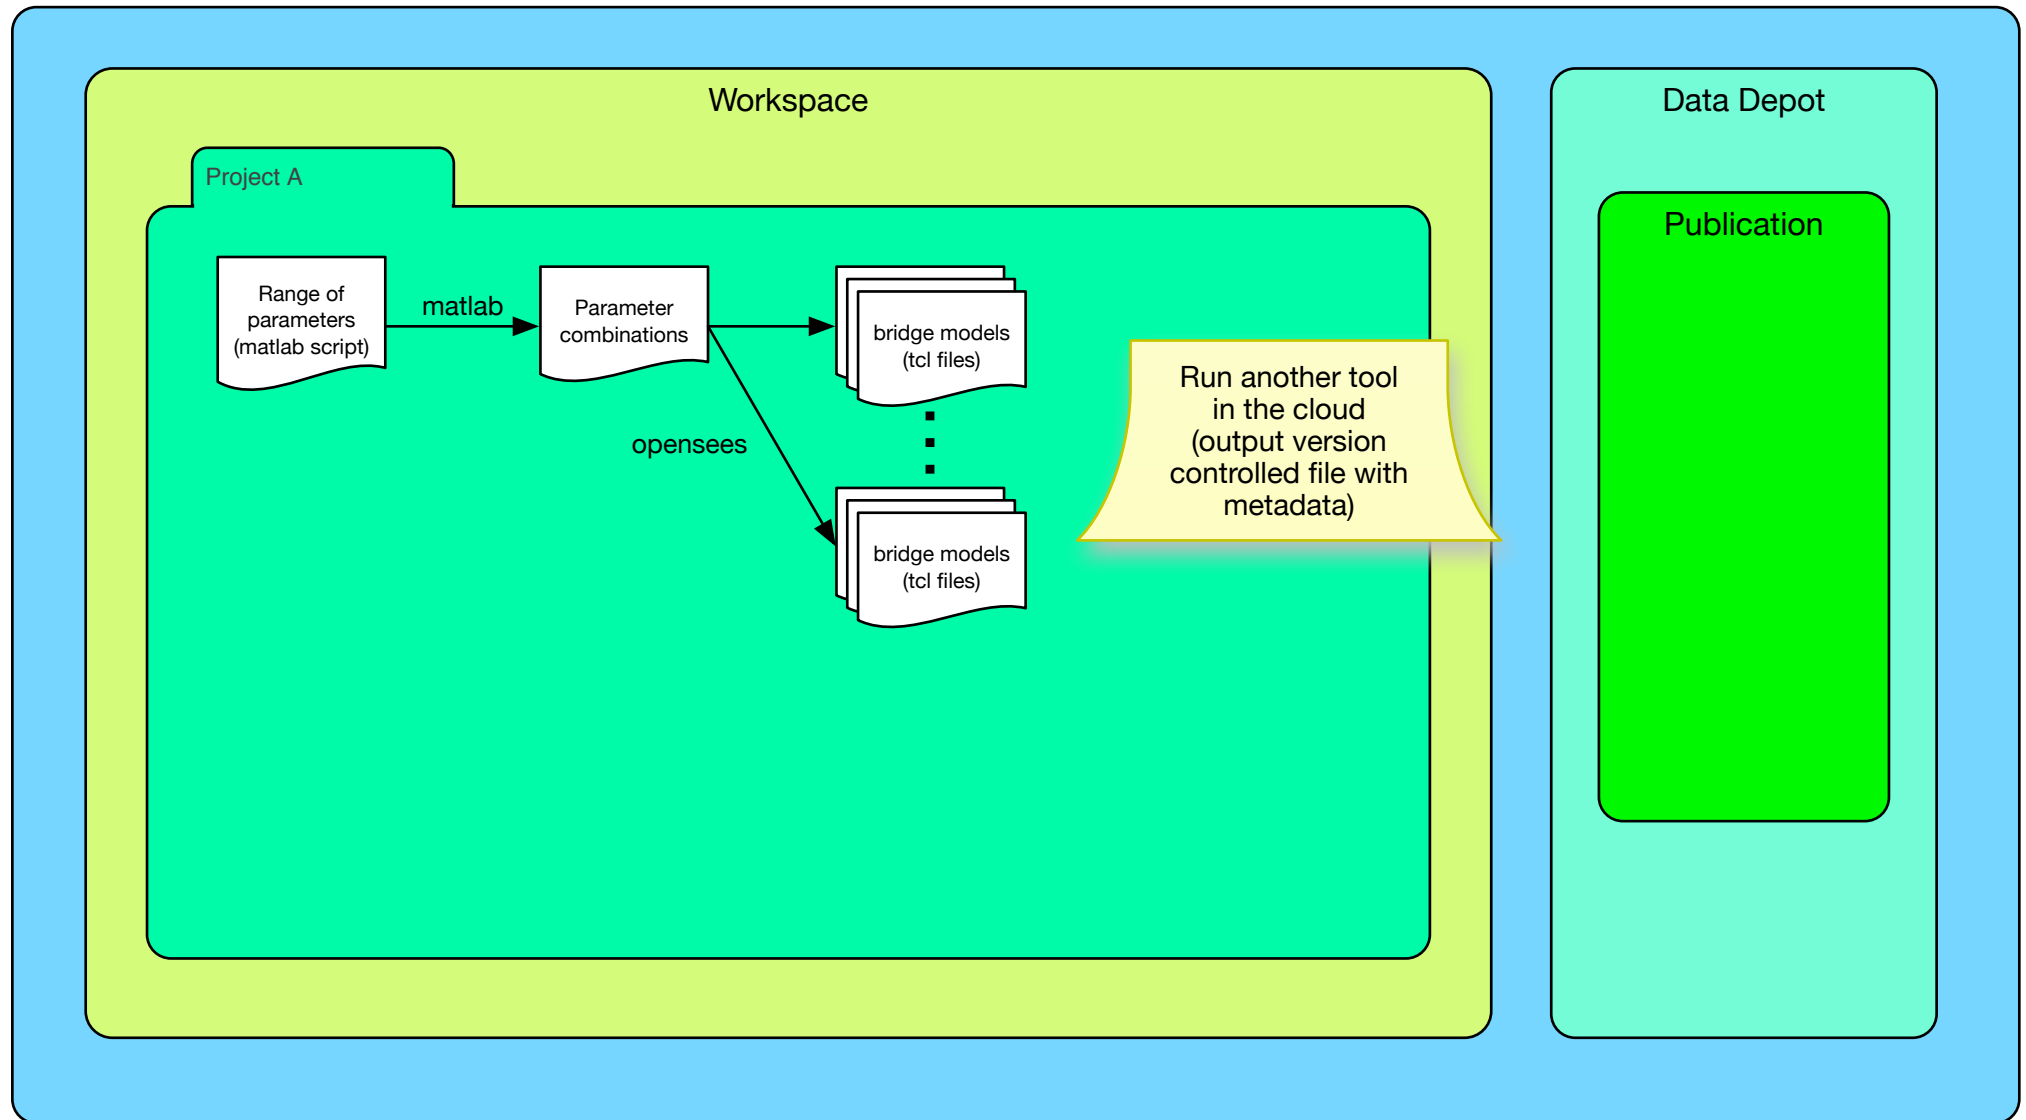 Workspace
Data Depot
Project A
Publication
Range of
parameters
(matlab script)
matlab
Parameter
combinations
bridge models
(tcl files)
opensees
bridge models
(tcl files)
Run another tool
in the cloud
(output version
controlled file with
metadata)